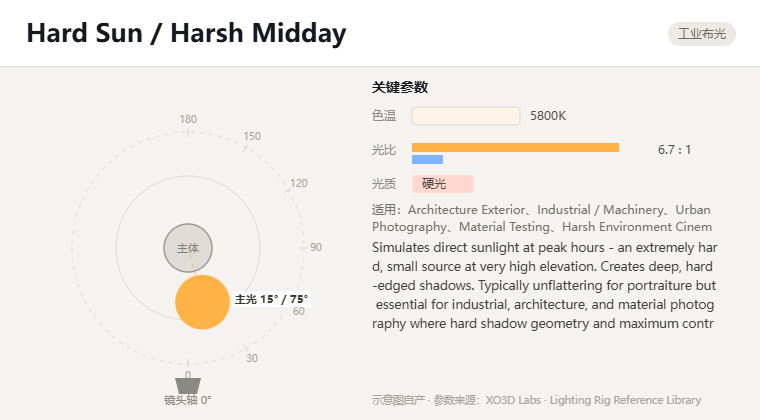 Hard Sun / Harsh Midday
工业布光
180
150
120
90
60
30
0
主体
主光 15° / 75°
镜头轴 0°
关键参数
色温 5800K
光比 6.7 : 1
光质 硬光
适用：Architecture Exterior、Industrial / Machinery、Urban
Photography、Material Testing、Harsh Environment Cinem
Simulates direct sunlight at peak hours - an extremely har
d, small source at very high elevation. Creates deep, hard
-edged shadows. Typically unflattering for portraiture but
essential for industrial, architecture, and material photog
raphy where hard shadow geometry and maximum contr
示意图自产 · 参数来源：XO3D Labs · Lighting Rig Reference Library